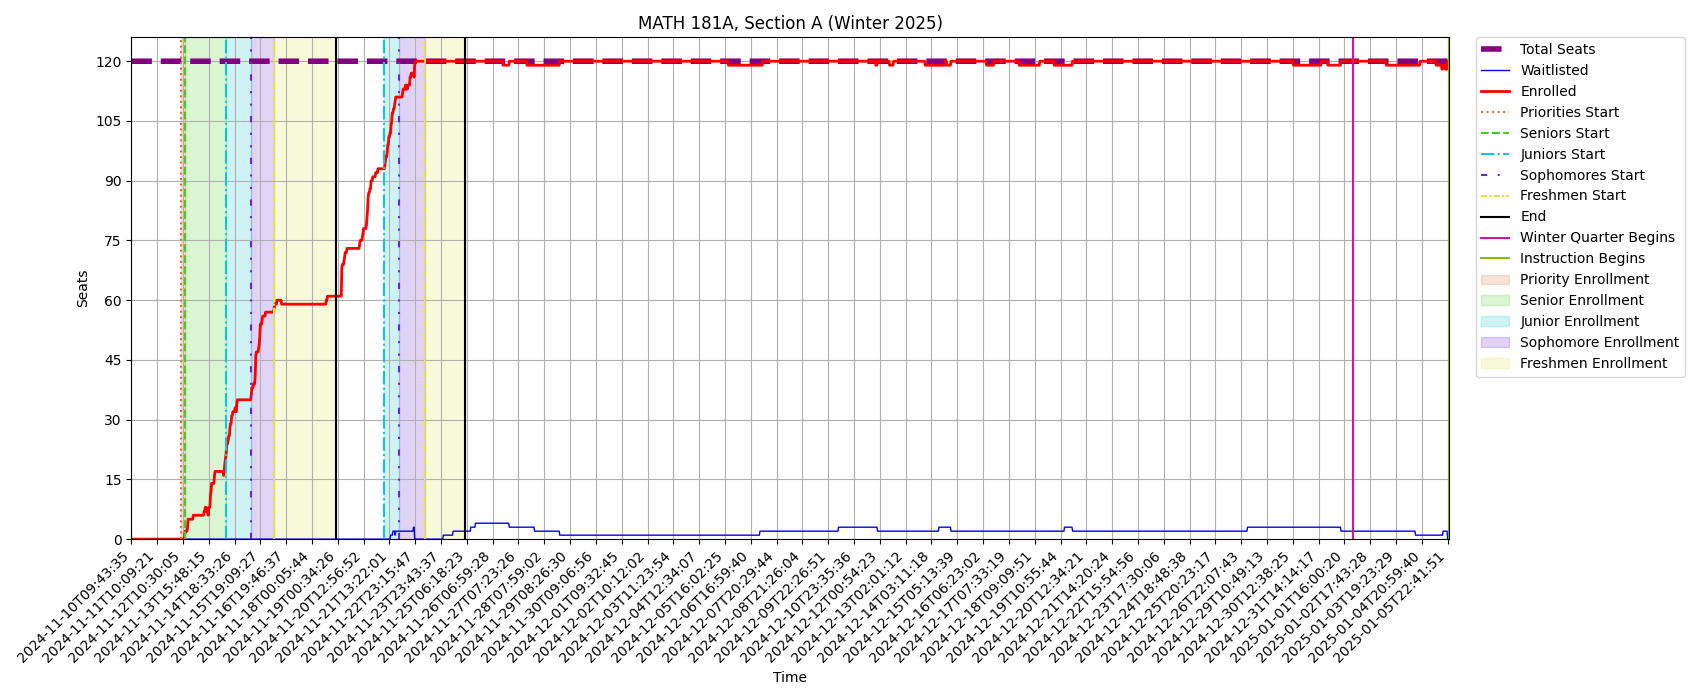 MATH 181A, Section A (Winter 2025)
Seats
120
105
90
75
60
45
30
15
0
2024-11-10T09:43:35
2024-11-11T10:09:21
2024-11-12T10:30:05
2024-11-13T15:48:15
2024-11-14T18:33:26
2024-11-15T19:09:27
2024-11-16T19:46:37
2024-11-18T00:05:44
2024-11-19T00:34:26
2024-11-20T12:56:52
2024-11-21T13:22:01
2024-11-22T23:15:47
2024-11-23T23:43:37
2024-11-25T06:18:23
2024-11-26T06:59:28
2024-11-27T07:23:26
2024-11-28T07:59:02
2024-11-29T08:26:30
2024-11-30T09:06:56
2024-12-01T09:32:45
2024-12-02T10:12:02
2024-12-03T11:23:54
2024-12-04T12:34:07
2024-12-05T16:02:25
2024-12-06T16:59:40
2024-12-07T20:29:44
2024-12-08T21:26:04
2024-12-09T22:26:51
2024-12-10T23:35:36
2024-12-12T00:54:23
2024-12-13T02:01:12
2024-12-14T03:11:18
2024-12-15T05:13:39
2024-12-16T06:23:02
2024-12-17T07:33:19
2024-12-18T09:09:51
2024-12-19T10:55:44
2024-12-20T12:34:21
2024-12-21T14:20:24
2024-12-22T15:54:56
2024-12-23T17:30:06
2024-12-24T18:48:38
2024-12-25T20:23:17
2024-12-26T22:07:43
2024-12-29T10:49:13
2024-12-30T12:38:25
2024-12-31T14:14:17
2025-01-01T16:00:20
2025-01-02T17:43:28
2025-01-03T19:23:29
2025-01-04T20:59:40
2025-01-05T22:41:51
Time
Total Seats
Waitlisted
Enrolled
Priorities Start
Seniors Start
Juniors Start
Sophomores Start
Freshmen Start
End
Winter Quarter Begins
Instruction Begins
Priority Enrollment
Senior Enrollment
Junior Enrollment
Sophomore Enrollment
Freshmen Enrollment